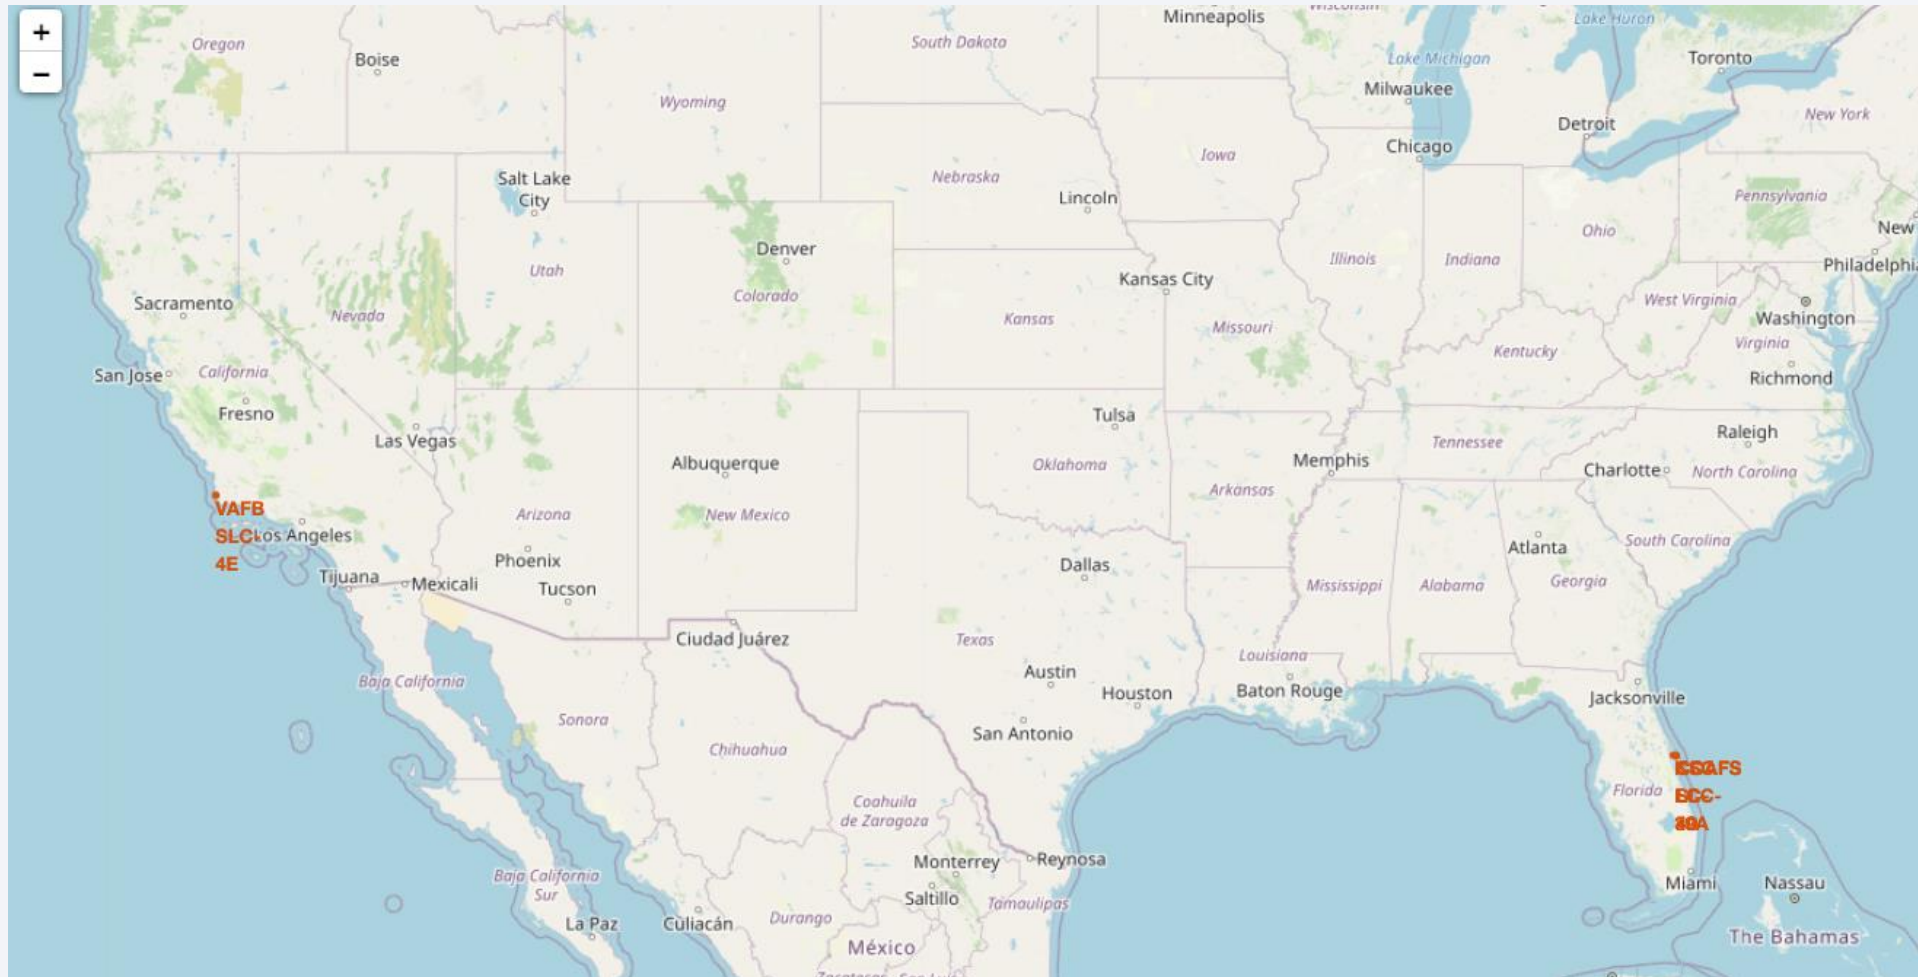 +
−
Oregon
Boise
Wyoming
South Dakota
Minneapolis
Wisconsin
Lake Huron
Lake Michigan
Toronto
Milwaukee
Detroit
New York
Chicago
Iowa
Nebraska
Salt Lake
City
Lincoln
Pennsylvania
New
Ohio
Denver
Utah
Illinois
Indiana
Philadelphia
Kansas City
Colorado
Sacramento
Nevada
Kansas
Missouri
West Virginia
Washington
Virginia
Kentucky
Richmond
San Jose
California
Fresno
Las Vegas
Tulsa
Tennessee
Raleigh
Albuquerque
Oklahoma
Memphis
Charlotte
North Carolina
Arkansas
VAFB
SLC-
4E
Los Angeles
Arizona
New Mexico
Phoenix
Dallas
Atlanta
South Carolina
Tijuana
Mexicali
Tucson
Mississippi
Alabama
Georgia
Ciudad Juárez
Texas
Louisiana
Austin
Baja California
Houston
Baton Rouge
Jacksonville
Sonora
San Antonio
Chihuahua
Florida
Coahuila
de Zaragoza
Monterrey
Reynosa
Baja California
Sur
Saltillo
Tamaulipas
Miami
Nassau
La Paz
Culiacán
Durango
México
The Bahamas
Zacatecas
San Luis